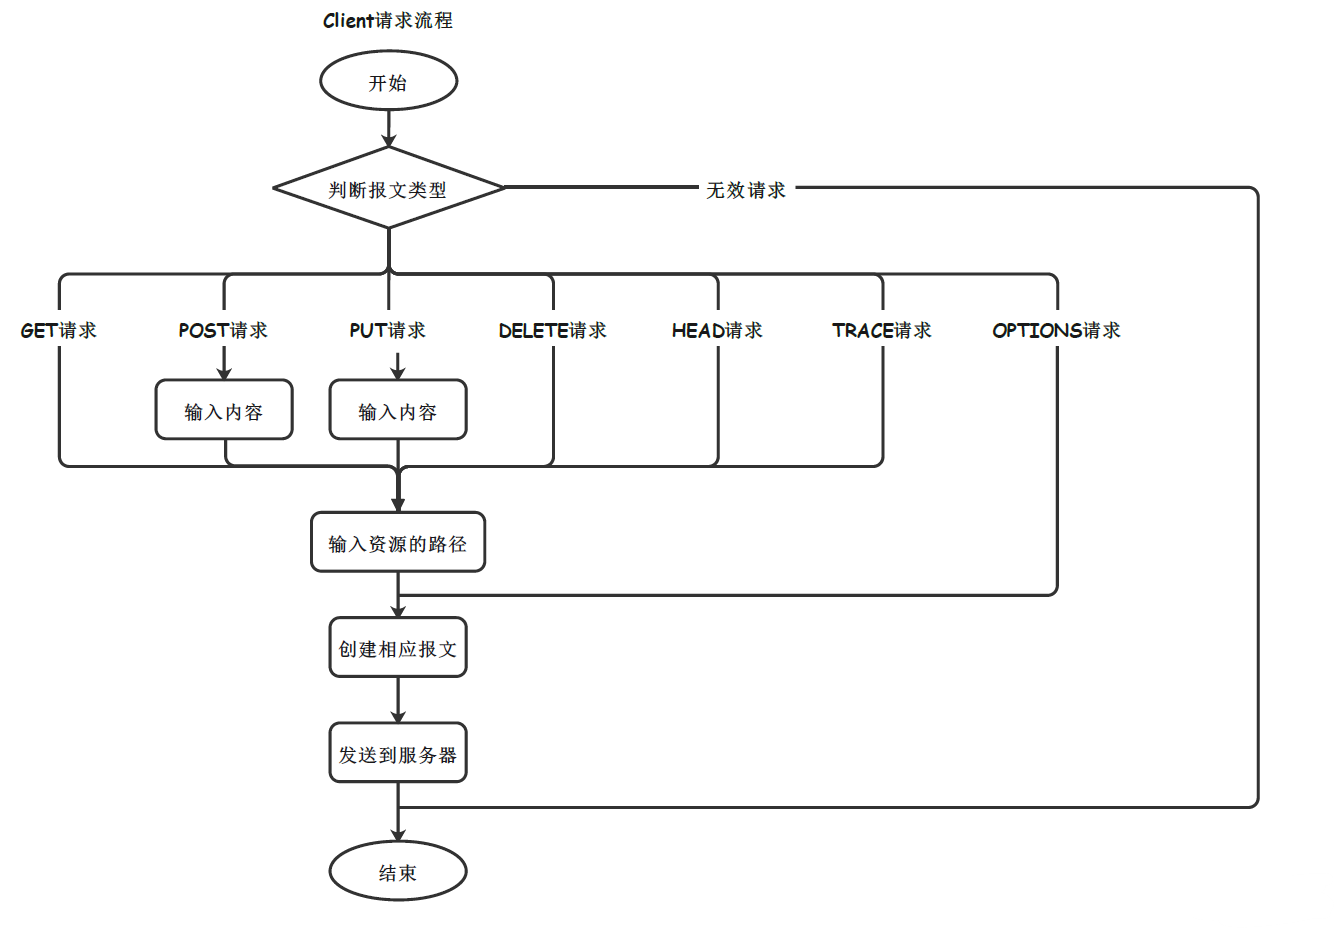 Client请求流程
开始
判断报文类型
无效请求
GET请求
POST请求
PUT请求
DELETE请求
HEAD请求
TRACE请求
OPTIONS请求
输入内容
输入内容
输入资源的路径
创建相应报文
发送到服务器
结束